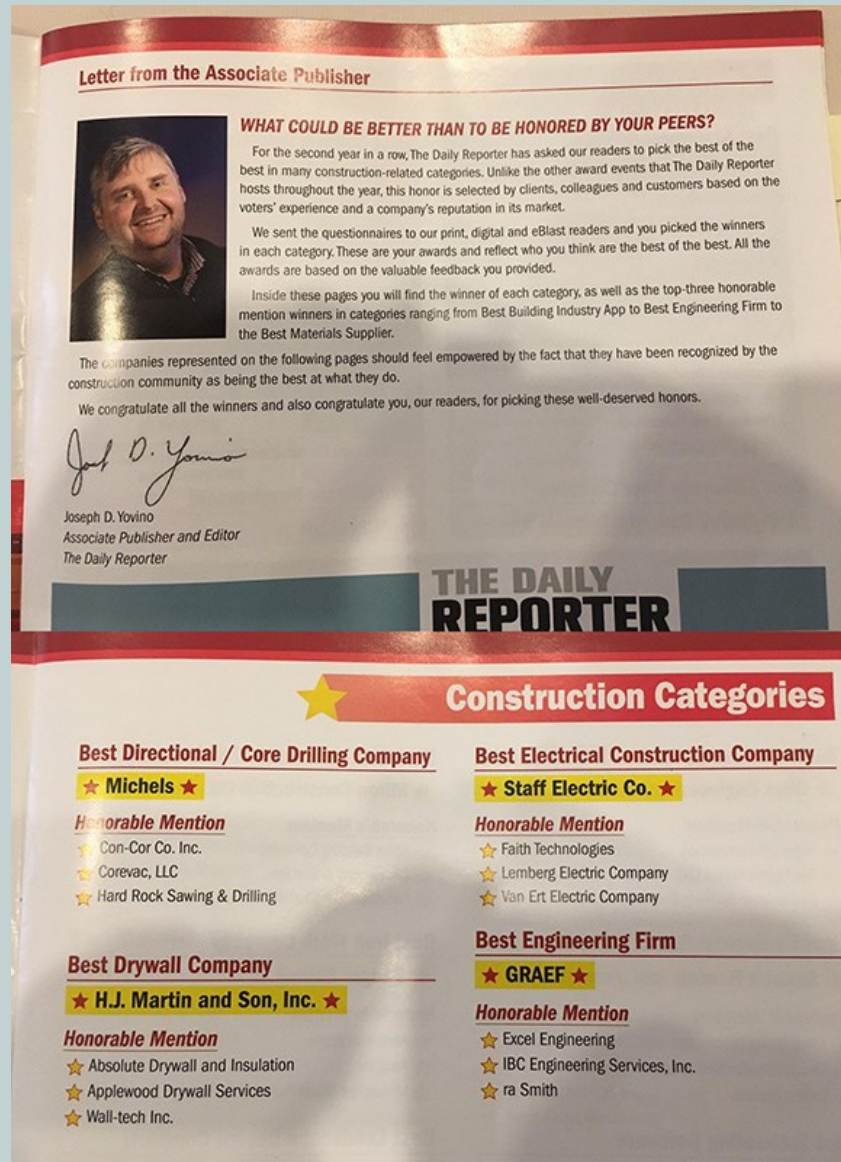 Letter from the Associate Publisher
WHAT COULD BE BETTER THAN TO BE HONORED BY YOUR PEERS?
For the second year in a row, The Daily Reporter has asked our readers to pick the best of the
best in many construction-related categories. Unlike the other award events that The Daily Reporter
hosts throughout the year, this honor is selected by clients, colleagues and customers based on the
voters' experience and a company's reputation in its market.
We sent the questionnaires to our print, digital and eBlast readers and you picked the winners
in each category. These are your awards and reflect who you think are the best of the best. All the
awards are based on the valuable feedback you provided.
Inside these pages you will find the winner of each category, as well as the top-three honorable
mention winners in categories ranging from Best Building Industry App to Best Engineering Firm to
the Best Materials Supplier.
The companies represented on the following pages should feel empowered by the fact that they have been recognized by the
construction community as being the best at what they do.
We congratulate all the winners and also congratulate you, our readers, for picking these well-deserved honors.
Joseph D. Yovino
Associate Publisher and Editor
The Daily Reporter
THE DAILY
REPORTER
Construction Categories
Best Directional / Core Drilling Company
Michels
Honorable Mention
Con-Cor Co. Inc.
Corevac, LLC
Hard Rock Sawing & Drilling
Best Drywall Company
H.J. Martin and Son, Inc.
Honorable Mention
Absolute Drywall and Insulation
Applewood Drywall Services
Wall-tech Inc.
Best Electrical Construction Company
Staff Electric Co.
Honorable Mention
Faith Technologies
Lemberg Electric Company
Van Ert Electric Company
Best Engineering Firm
GRAEF
Honorable Mention
Excel Engineering
IBC Engineering Services, Inc.
ra Smith